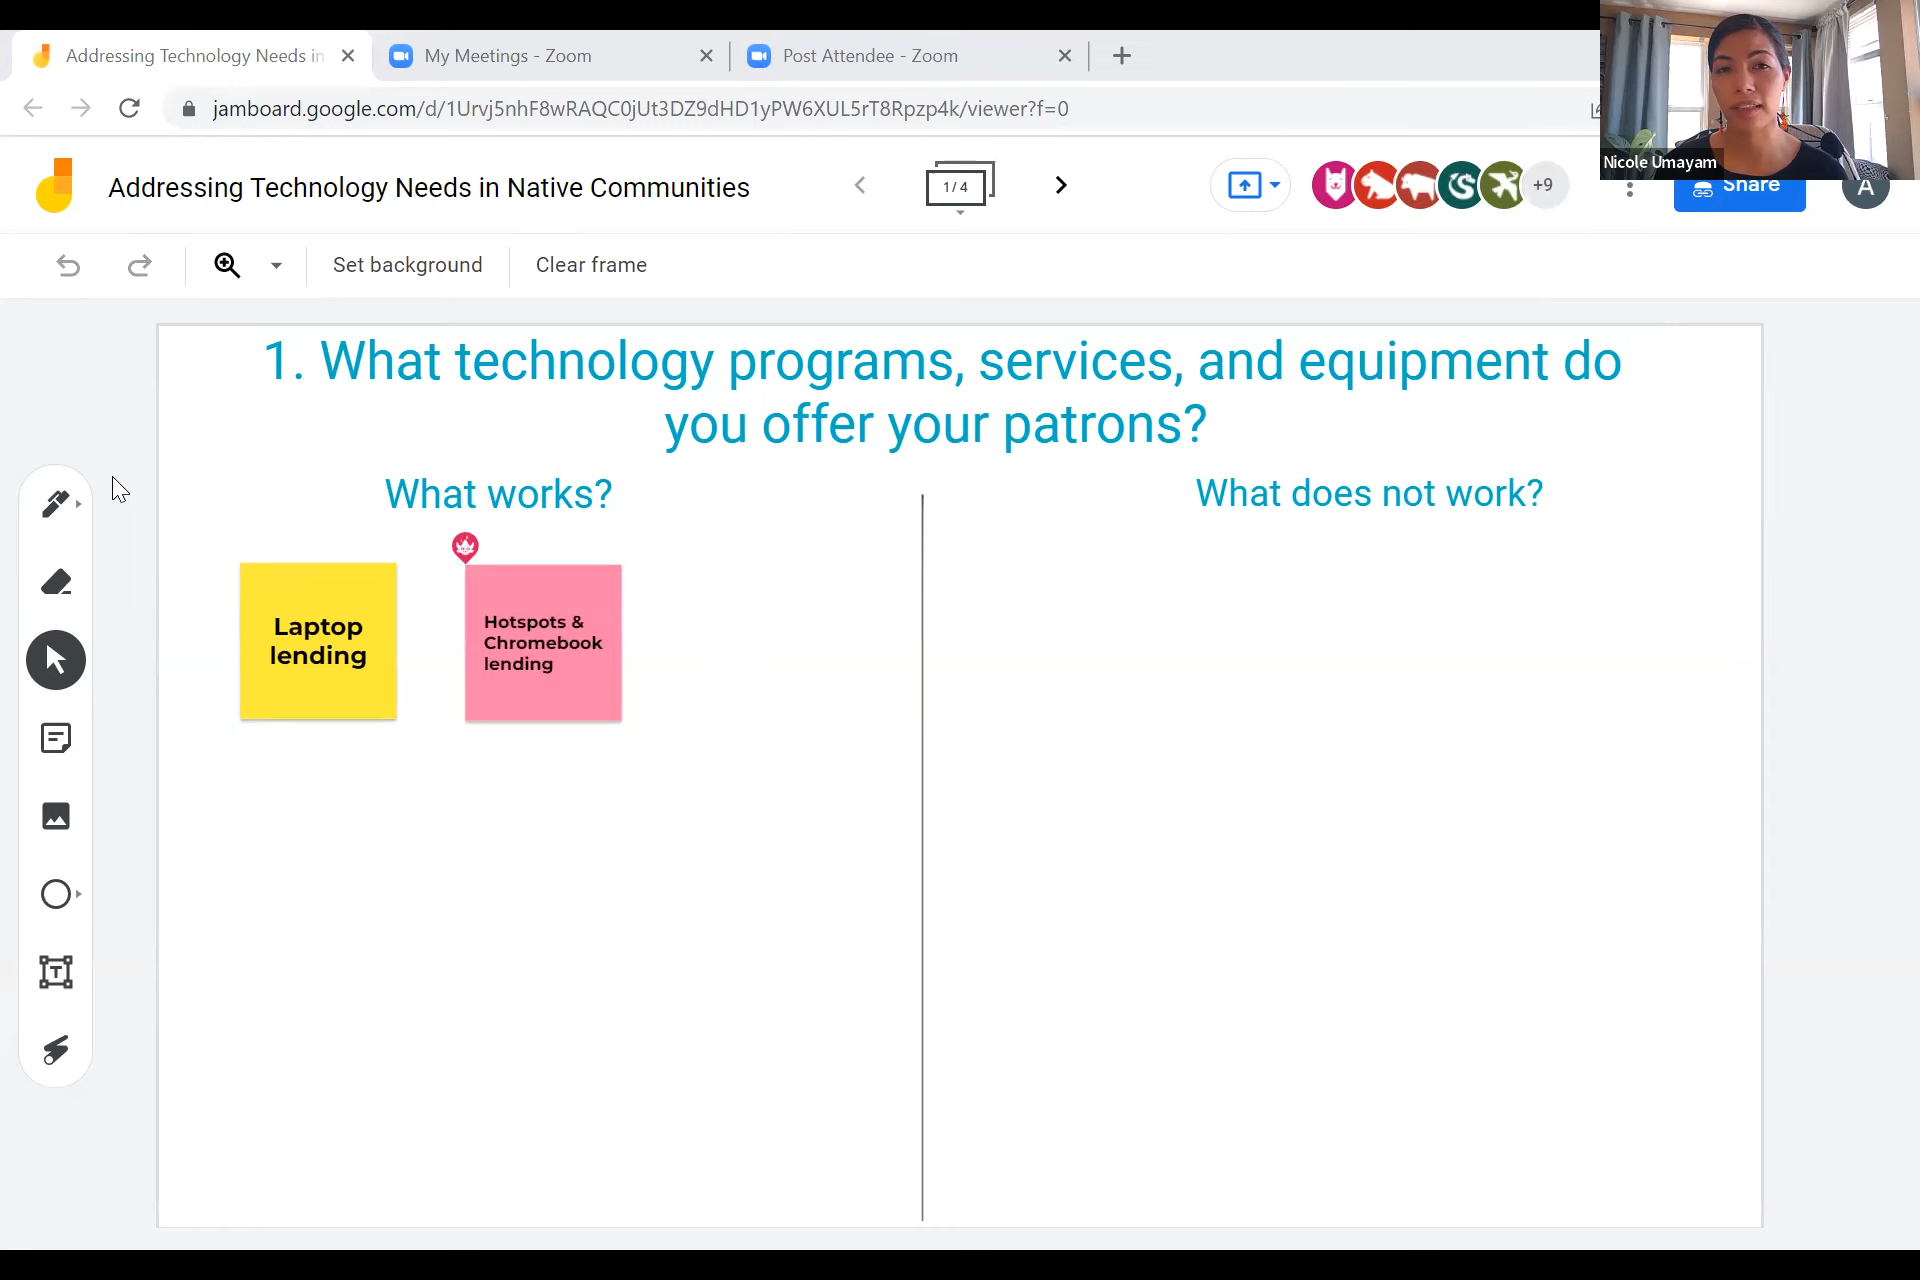 Addressing Technology Needs in
My Meetings - Zoom
Post Attendee - Zoom
jamboard.google.com/d/1Urvj5nhF8wRAQC0jUt3DZ9dHD1yPW6XUL5rT8Rpzp4k/viewer?f=0
Nicole Umayam
Addressing Technology Needs in Native Communities
1 / 4
+9
Share
A
Set background
Clear frame
1. What technology programs, services, and equipment do
you offer your patrons?
What works?
What does not work?
Laptop
lending
Hotspots &
Chromebook
lending